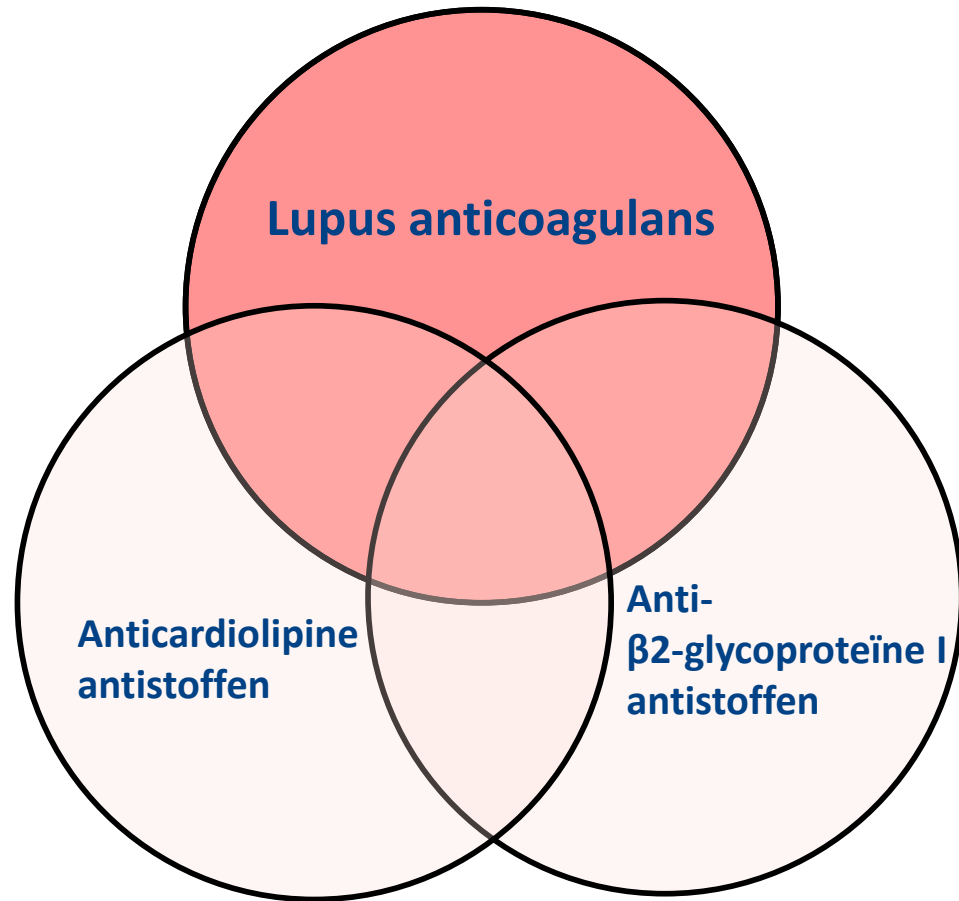 Lupus anticoagulans
Anticardiolipine
antistoffen
Anti-
β2-glycoproteïne I
antistoffen